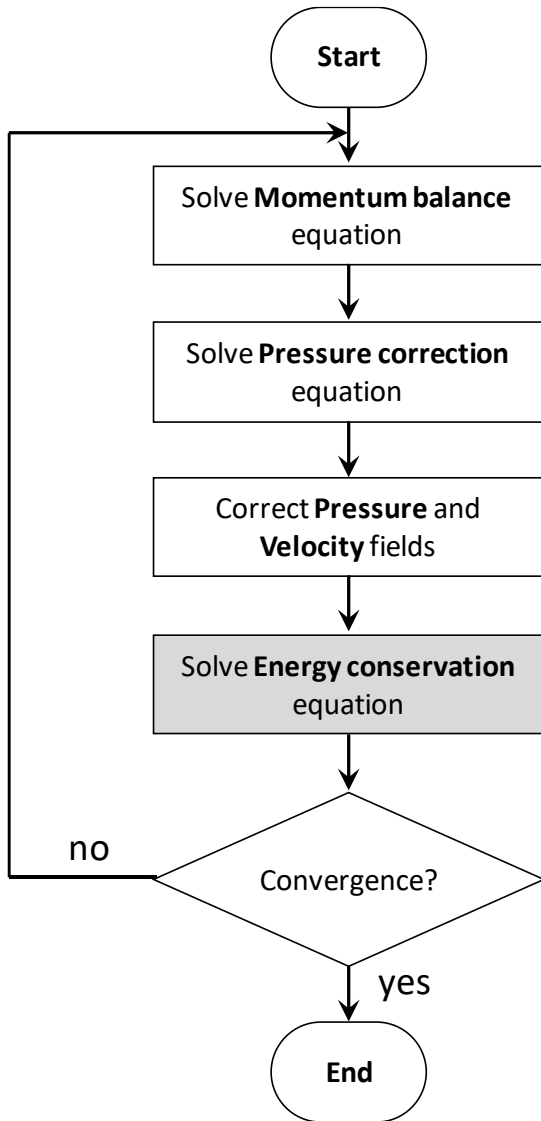 Start
Solve Momentum balance
equation
Solve Pressure correction
equation
Correct Pressure and
Velocity fields
Solve Energy conservation
equation
no
Convergence?
yes
End